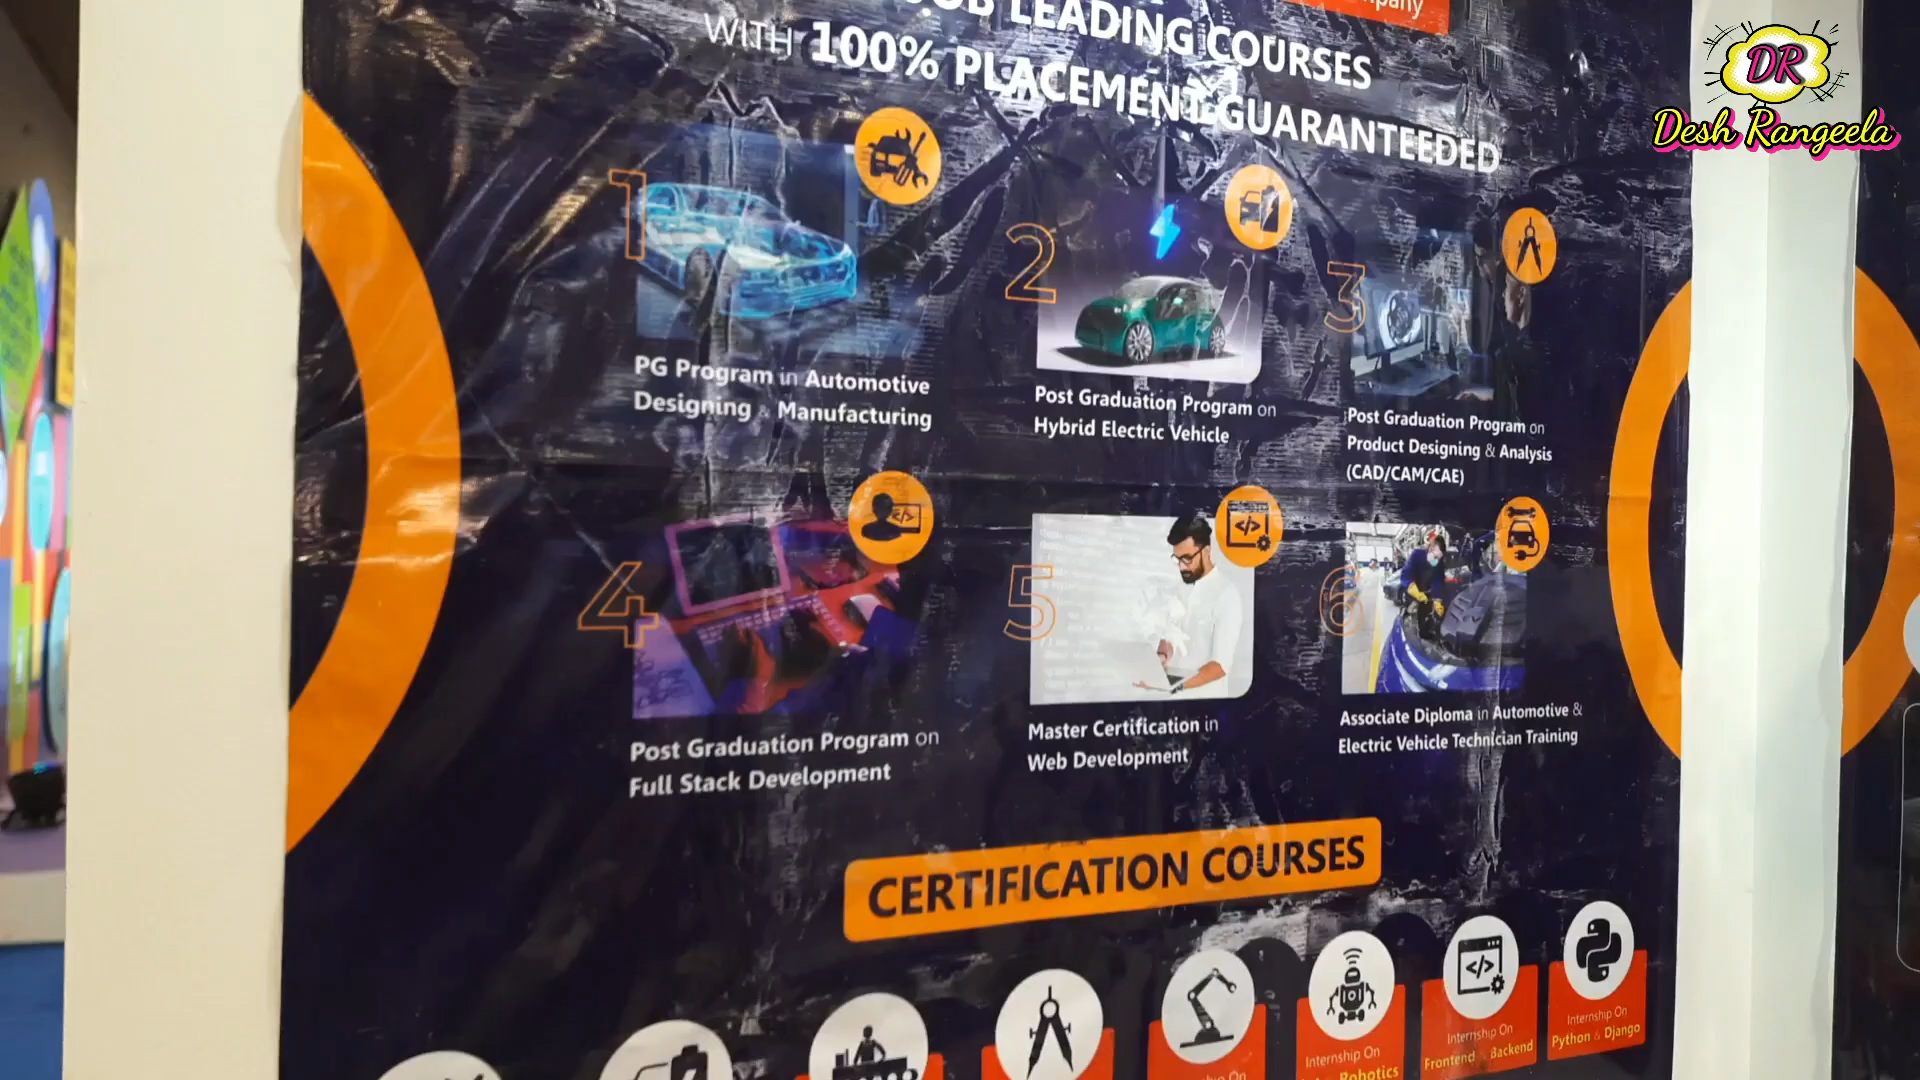 LEADING COURSES
WITH 100% PLACEMENT GUARANTEEDED
DR
Desh Rangeela
1
PG Program in Automotive
Designing & Manufacturing
2
Post Graduation Program on
Hybrid Electric Vehicle
3
Post Graduation Program on
Product Designing & Analysis
(CAD/CAM/CAE)
4
Post Graduation Program on
Full Stack Development
5
Master Certification in
Web Development
6
Associate Diploma in Automotive &
Electric Vehicle Technician Training
CERTIFICATION COURSES
Internship On
Robotics
Internship On
Frontend & Backend
Internship On
Python & Django